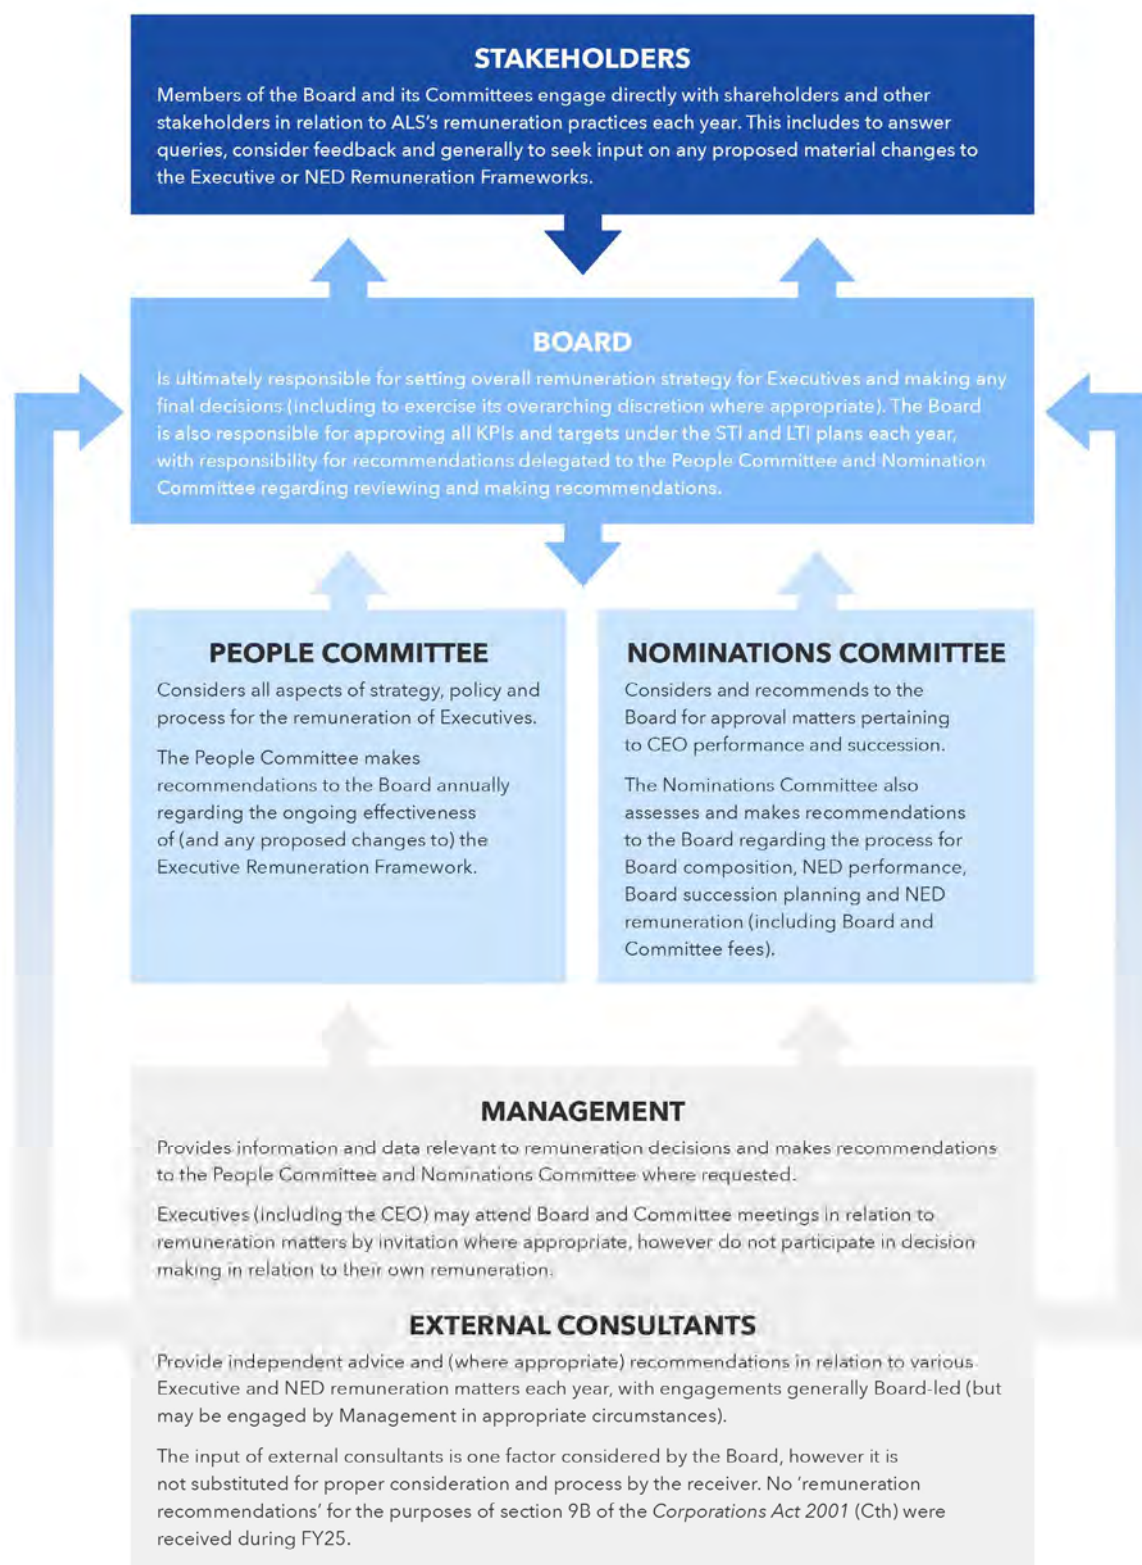 STAKEHOLDERS
Members of the Board and its Committees engage directly with shareholders and other
stakeholders in relation to ALS's remuneration practices each year. This includes to answer
queries, consider feedback and generally to seek input on any proposed material changes to
the Executive or NED Remuneration Frameworks.
BOARD
Is ultimately responsible for setting overall remuneration strategy for Executives and making any
final decisions (including to exercise its overarching discretion where appropriate). The Board
is also responsible for approving all KPIs and targets under the STI and LTI plans each year,
with responsibility for recommendations delegated to the People Committee and Nomination
Committee regarding reviewing and making recommendations.
PEOPLE COMMITTEE
Considers all aspects of strategy, policy and
process for the remuneration of Executives.
The People Committee makes
recommendations to the Board annually
regarding the ongoing effectiveness
of (and any proposed changes to) the
Executive Remuneration Framework.
NOMINATIONS COMMITTEE
Considers and recommends to the
Board for approval matters pertaining
to CEO performance and succession.
The Nominations Committee also
assesses and makes recommendations
to the Board regarding the process for
Board composition, NED performance,
Board succession planning and NED
remuneration (including Board and
Committee fees).
MANAGEMENT
Provides information and data relevant to remuneration decisions and makes recommendations
to the People Committee and Nominations Committee where requested.
Executives (including the CEO) may attend Board and Committee meetings in relation to
remuneration matters by invitation where appropriate, however do not participate in decision
making in relation to their own remuneration.
EXTERNAL CONSULTANTS
Provide independent advice and (where appropriate) recommendations in relation to various
Executive and NED remuneration matters each year, with engagements generally Board-led (but
may be engaged by Management in appropriate circumstances).
The input of external consultants is one factor considered by the Board, however it is
not substituted for proper consideration and process by the receiver. No 'remuneration
recommendations' for the purposes of section 9B of the Corporations Act 2001 (Cth) were
received during FY25.